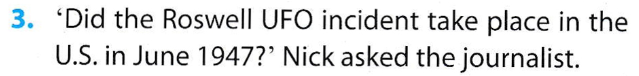 3. ‘Did the Roswell UFO incident take place in the
U.S. in June 1947?’ Nick asked the journalist.